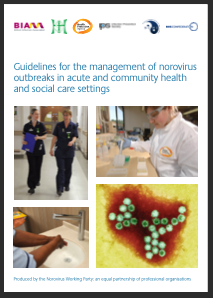 BIA
ips
Guidelines for the management of norovirus
outbreaks in acute and community health
and social care settings
Produced by the Norovirus Working Party: an equal partnership of professional organisations